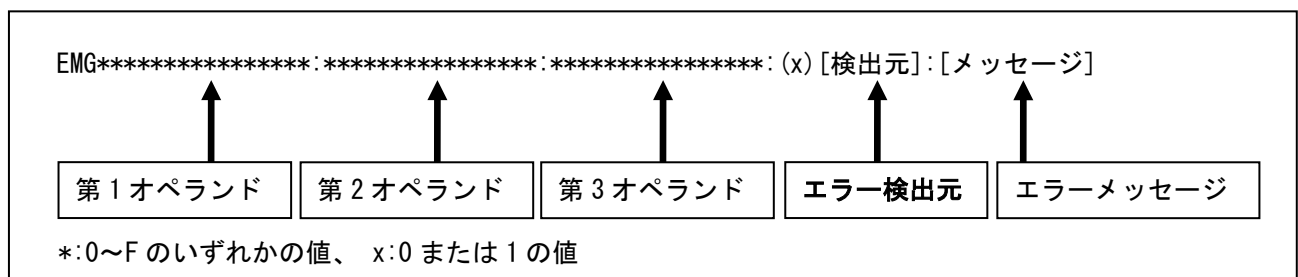 EMG****************:****************:****************:(x)[検出元]:[メッセージ]
第1オペランド
第2オペランド
第3オペランド
エラー検出元
エラーメッセージ
*:0～Fのいずれかの値、 x:0または1の値